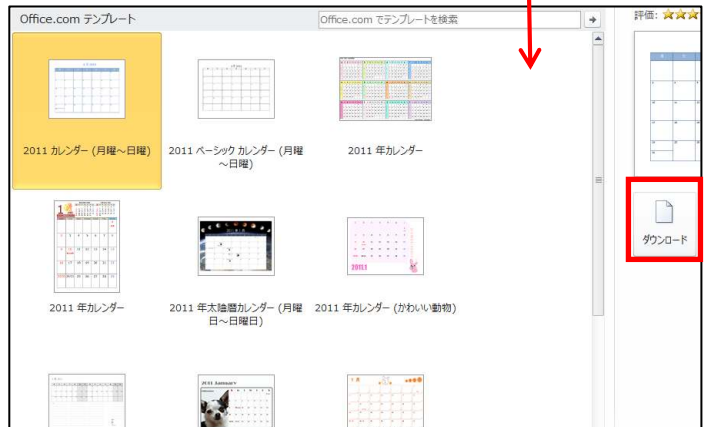 Office.com テンプレート
Office.com でテンプレートを検索
評価:
2011 カレンダー (月曜～日曜)
2011 ベーシック カレンダー (月曜
～日曜)
2011 年カレンダー
ダウンロード
2011 年カレンダー
2011 年太陰暦カレンダー (月曜
日～日曜日)
2011 年カレンダー (かわいい動物)
2011 January